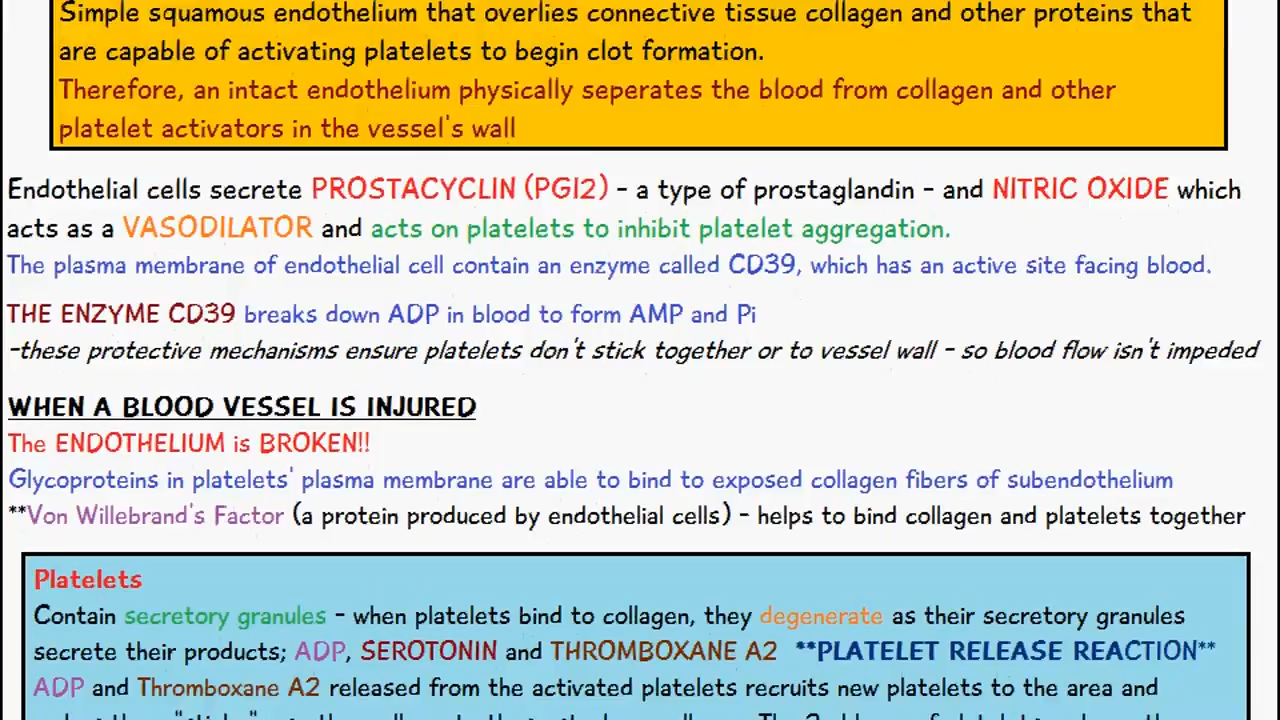 Simple squamous endothelium that overlies connective tissue collagen and other proteins that
are capable of activating platelets to begin clot formation.
Therefore, an intact endothelium physically seperates the blood from collagen and other
platelet activators in the vessel's wall
Endothelial cells secrete PROSTACYCLIN (PGI2) - a type of prostaglandin - and NITRIC OXIDE which
acts as a VASODILATOR and acts on platelets to inhibit platelet aggregation.
The plasma membrane of endothelial cell contain an enzyme called CD39, which has an active site facing blood.
THE ENZYME CD39 breaks down ADP in blood to form AMP and Pi
-these protective mechanisms ensure platelets don't stick together or to vessel wall - so blood flow isn't impeded
WHEN A BLOOD VESSEL IS INJURED
The ENDOTHELIUM is BROKEN!!
Glycoproteins in platelets' plasma membrane are able to bind to exposed collagen fibers of subendothelium
**Von Willebrand's Factor (a protein produced by endothelial cells) - helps to bind collagen and platelets together
Platelets
Contain secretory granules - when platelets bind to collagen, they degenerate as their secretory granules
secrete their products; ADP, SEROTONIN and THROMBOXANE A2 **PLATELET RELEASE REACTION**
ADP and Thromboxane A2 released from the activated platelets recruits new platelets to the area and